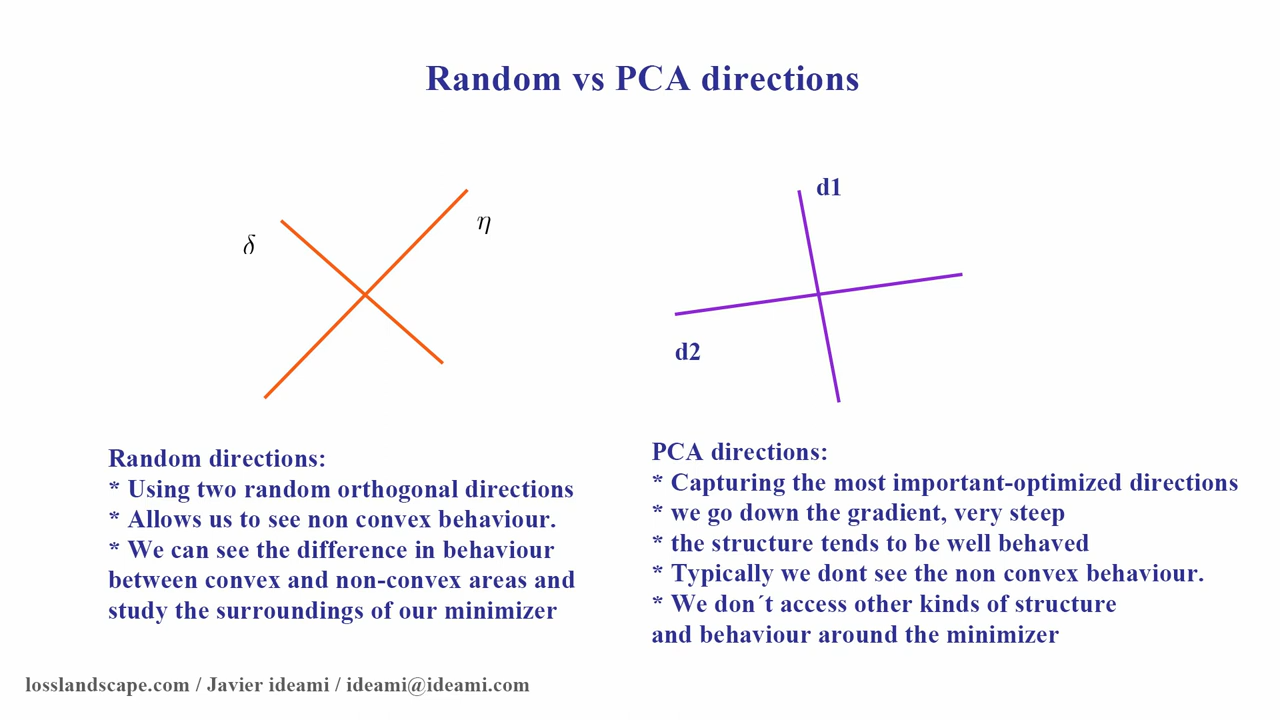 Random vs PCA directions
δ
η
d1
d2
Random directions:
* Using two random orthogonal directions
* Allows us to see non convex behaviour.
* We can see the difference in behaviour
between convex and non-convex areas and
study the surroundings of our minimizer
PCA directions:
* Capturing the most important-optimized directions
* we go down the gradient, very steep
* the structure tends to be well behaved
* Typically we dont see the non convex behaviour.
* We don´t access other kinds of structure
and behaviour around the minimizer
losslandscape.com / Javier ideami / ideami@ideami.com